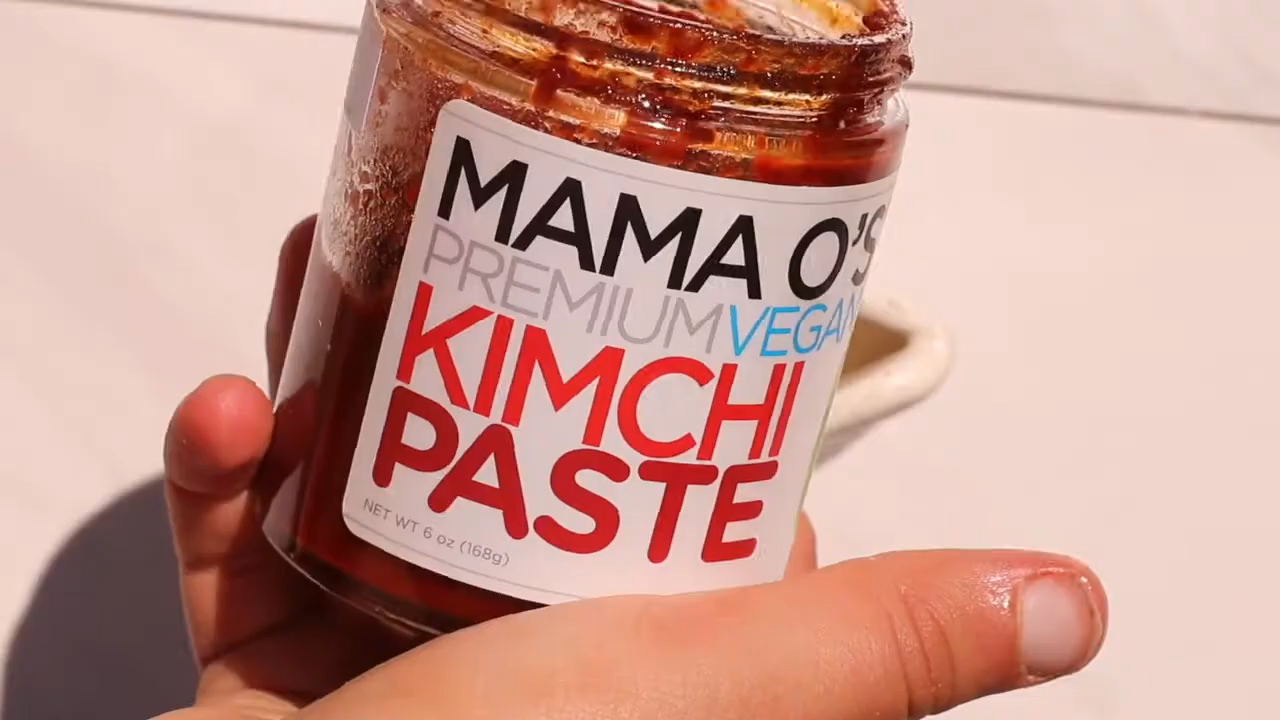 MAMA O'S
PREMIUM VEGAN
KIMCHI
PASTE
NET WT 6 oz (168g)